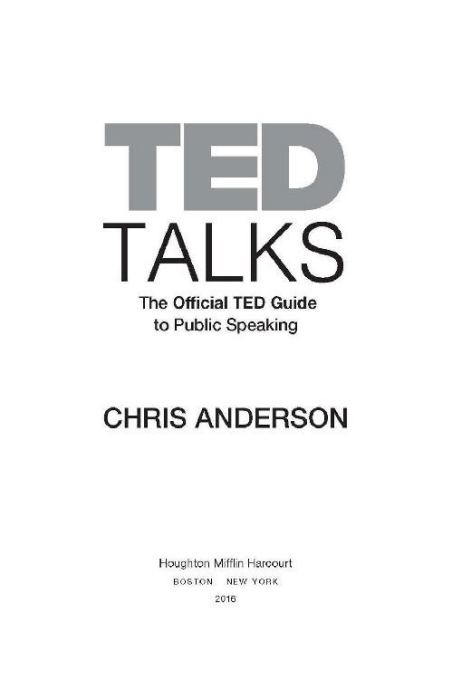 TED
TALKS
The Official TED Guide
to Public Speaking
CHRIS ANDERSON
Houghton Mifflin Harcourt
BOSTON NEW YORK
2016